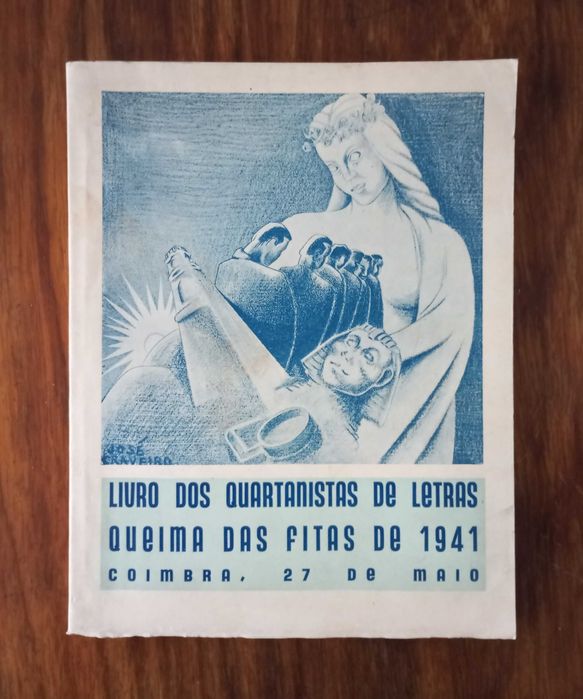 JOSÉ
CRAVEIRO
LIVRO DOS QUARTANISTAS DE LETRAS
QUEIMA DAS FITAS DE 1941
COIMBRA, 27 DE MAIO